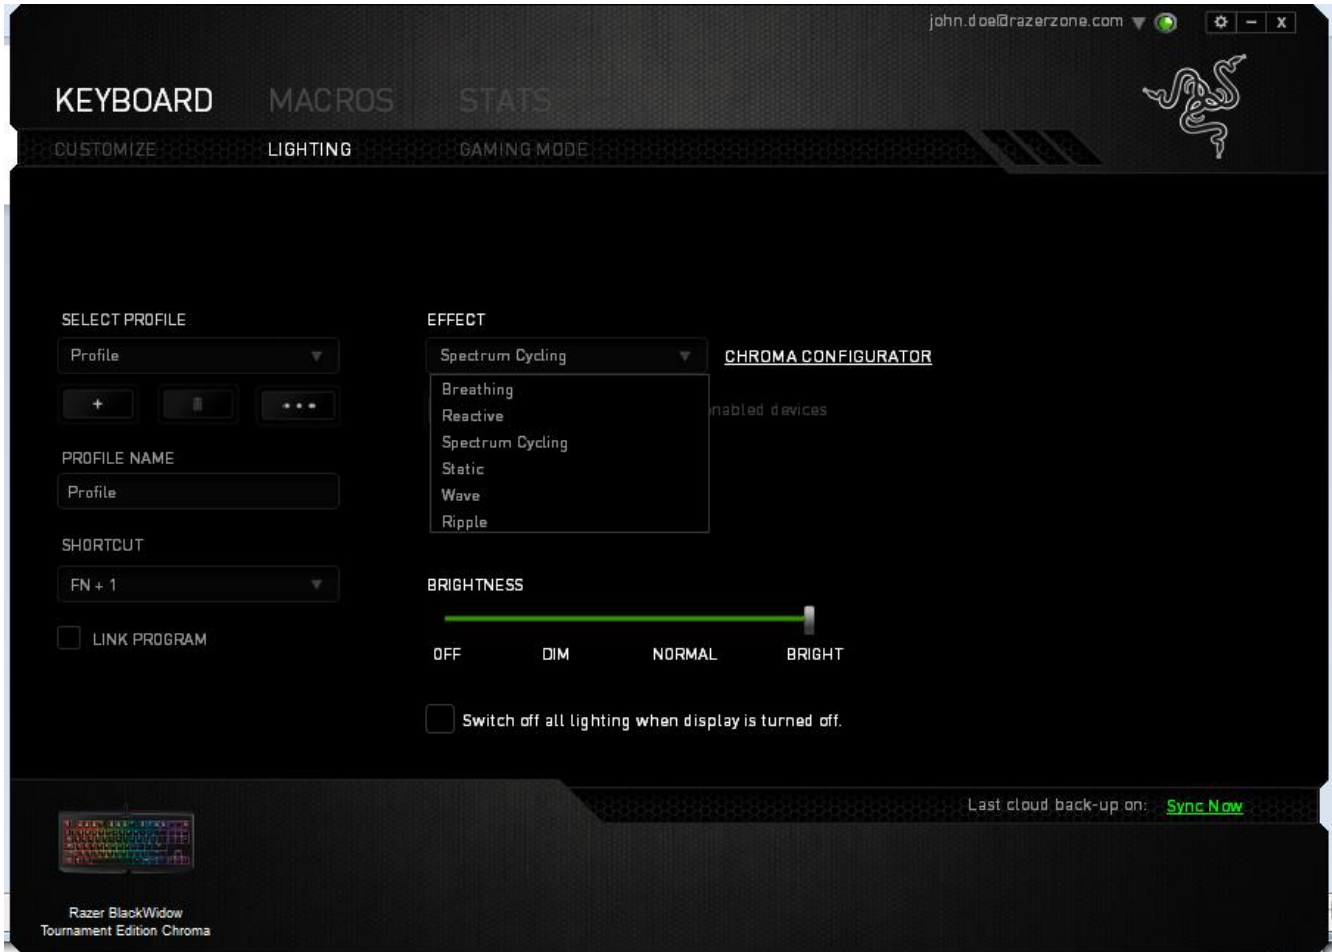 john.doe@razerzone.com
X
KEYBOARD
MACROS
STATS
CUSTOMIZE
LIGHTING
GAMING MODE
SELECT PROFILE
Profile
PROFILE NAME
Profile
SHORTCUT
FN + 1
LINK PROGRAM
EFFECT
Spectrum Cycling
CHROMA CONFIGURATOR
Breathing
Reactive
Spectrum Cycling
Static
Wave
Ripple
devices
BRIGHTNESS
OFF DIM NORMAL BRIGHT
Switch off all lighting when display is turned off.
Last cloud back-up on: Sync Now
Razer BlackWidow
Tournament Edition Chroma